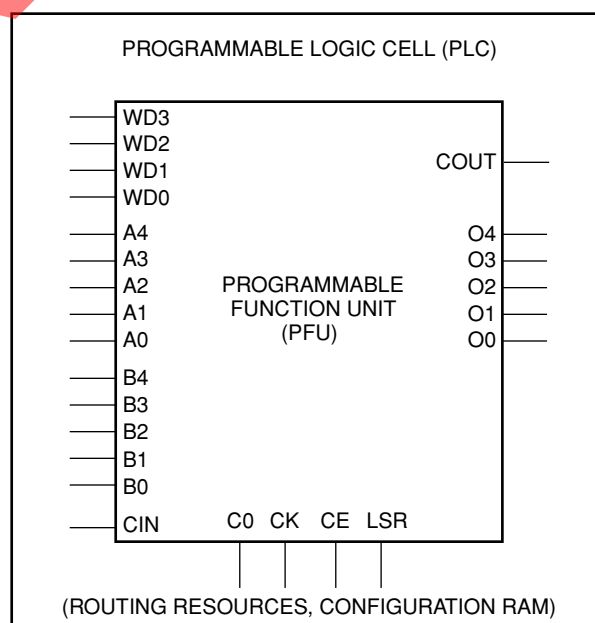 PROGRAMMABLE LOGIC CELL (PLC)
WD3
WD2
WD1
WD0
A4
A3
A2
A1
A0
B4
B3
B2
B1
B0
CIN
PROGRAMMABLE
FUNCTION UNIT
(PFU)
COUT
O4
O3
O2
O1
O0
C0 CK CE LSR
(ROUTING RESOURCES, CONFIGURATION RAM)